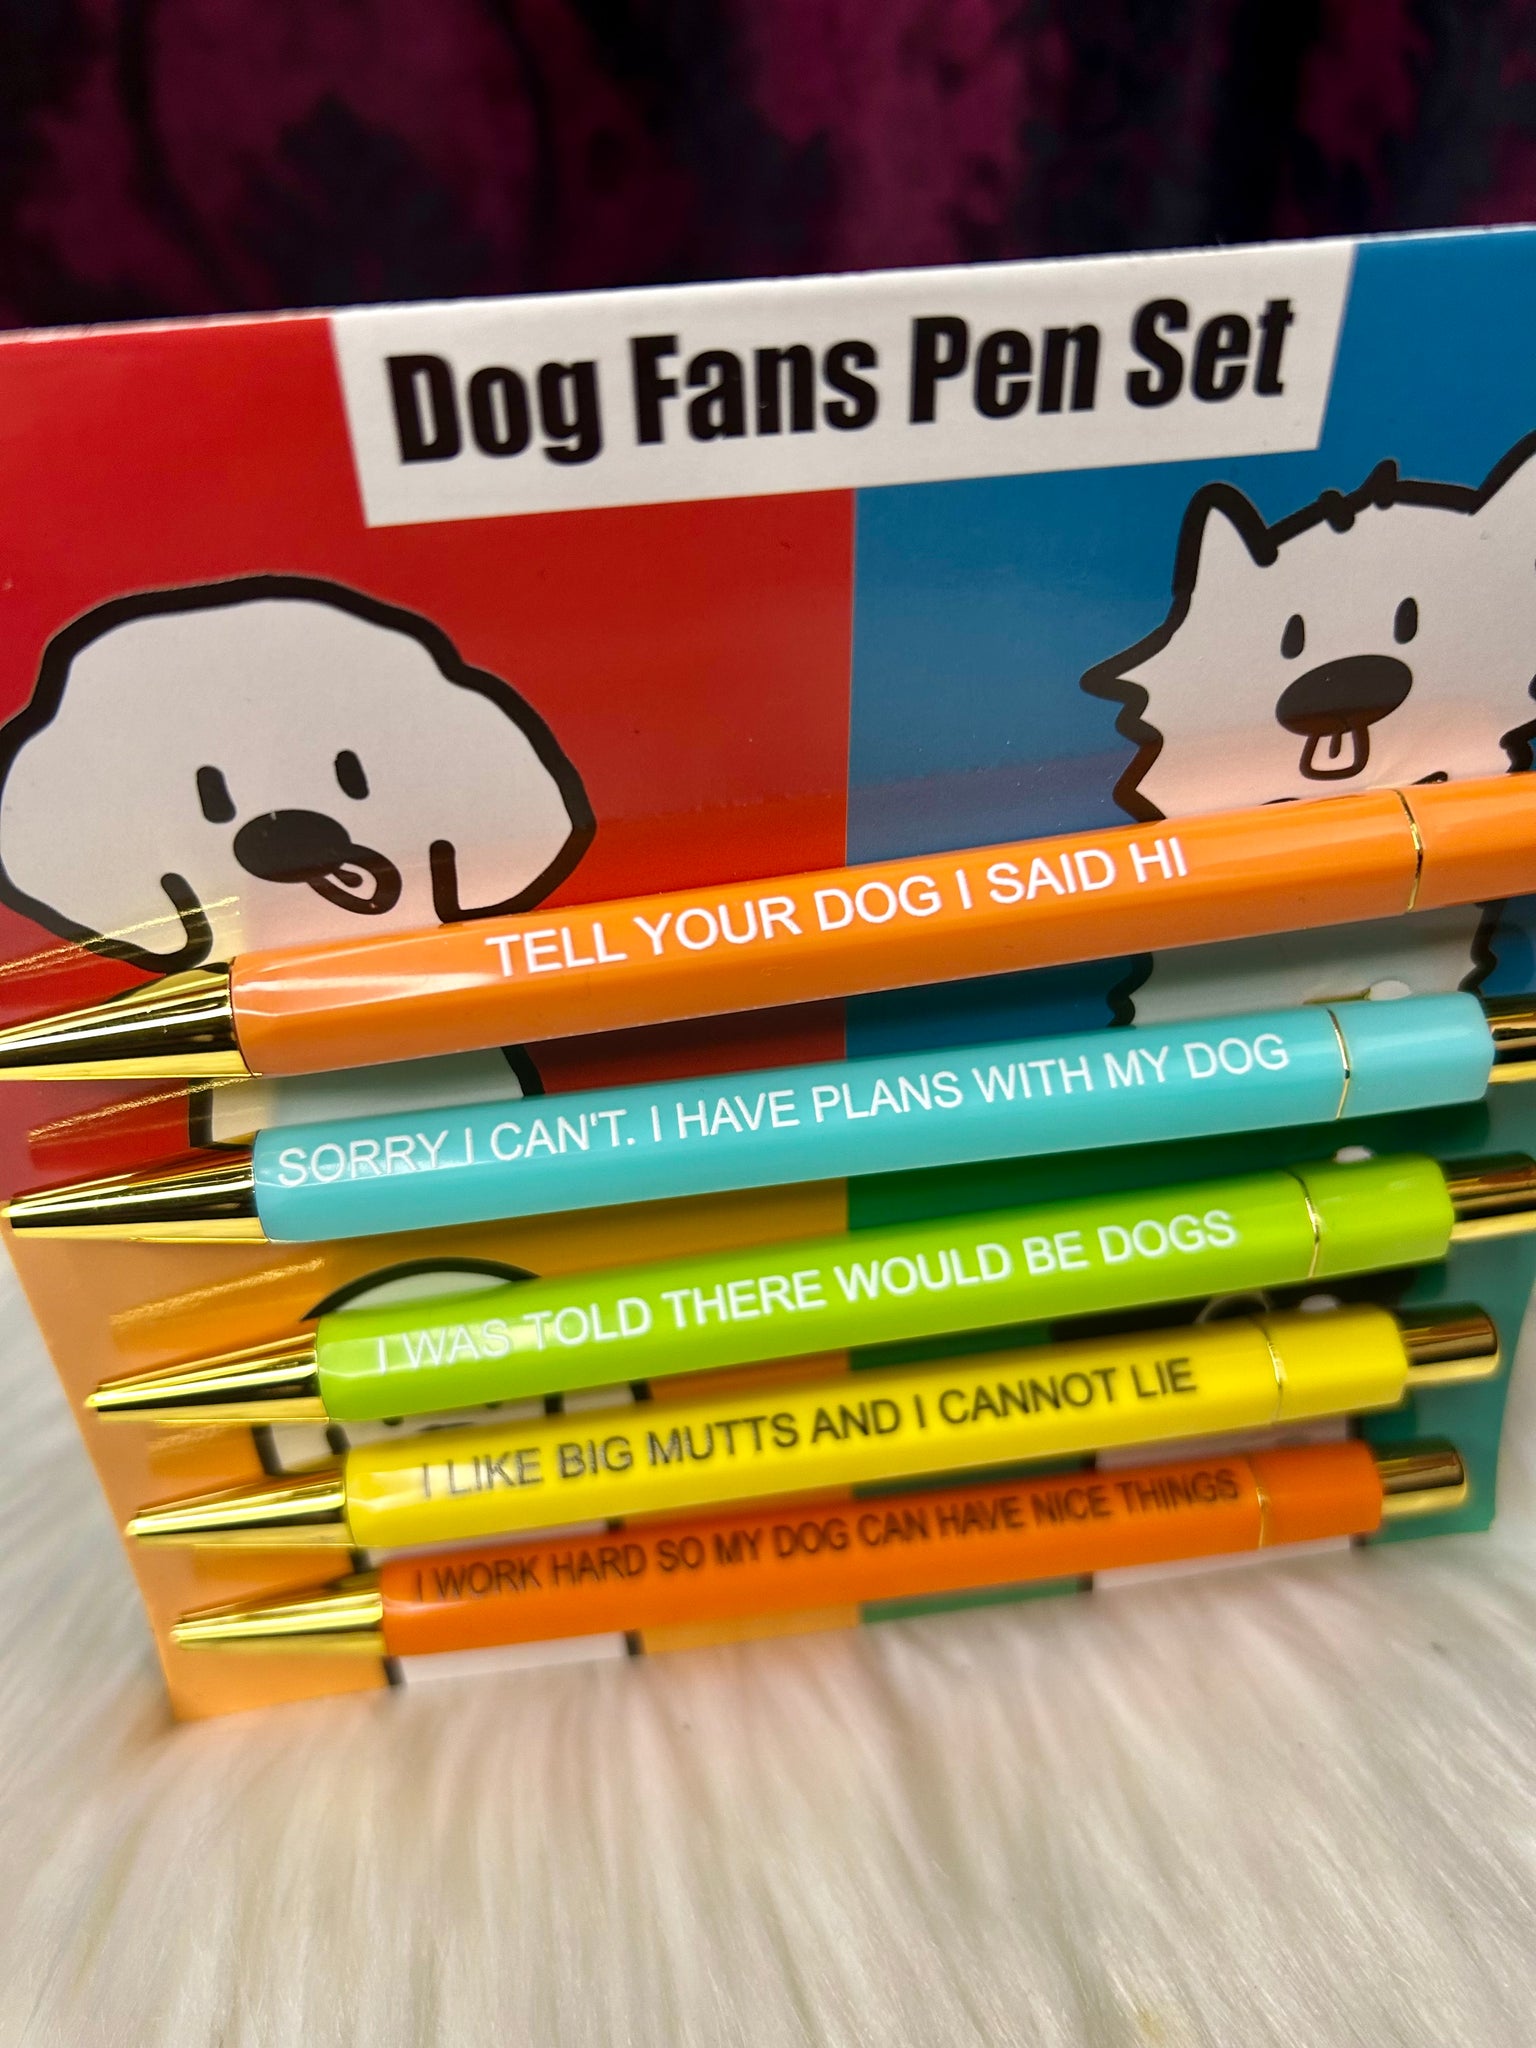 Dog Fans Pen Set
TELL YOUR DOG I SAID HI
SORRY I CAN'T. I HAVE PLANS WITH MY DOG
I WAS TOLD THERE WOULD BE DOGS
I LIKE BIG MUTTS AND I CANNOT LIE
I WORK HARD SO MY DOG CAN HAVE NICE THINGS